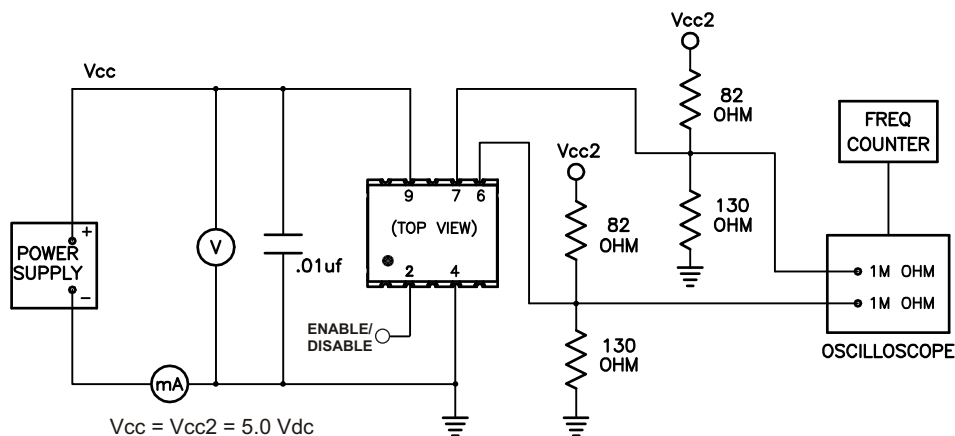 Vcc2
Vcc
82
OHM
FREQ
COUNTER
Vcc2
9 7 6
(TOP VIEW)
130
OHM
82
OHM
+
POWER
SUPPLY
−
V
.01uf
2 4
1M OHM
1M OHM
ENABLE/
DISABLE
130
OHM
OSCILLOSCOPE
mA
Vcc = Vcc2 = 5.0 Vdc